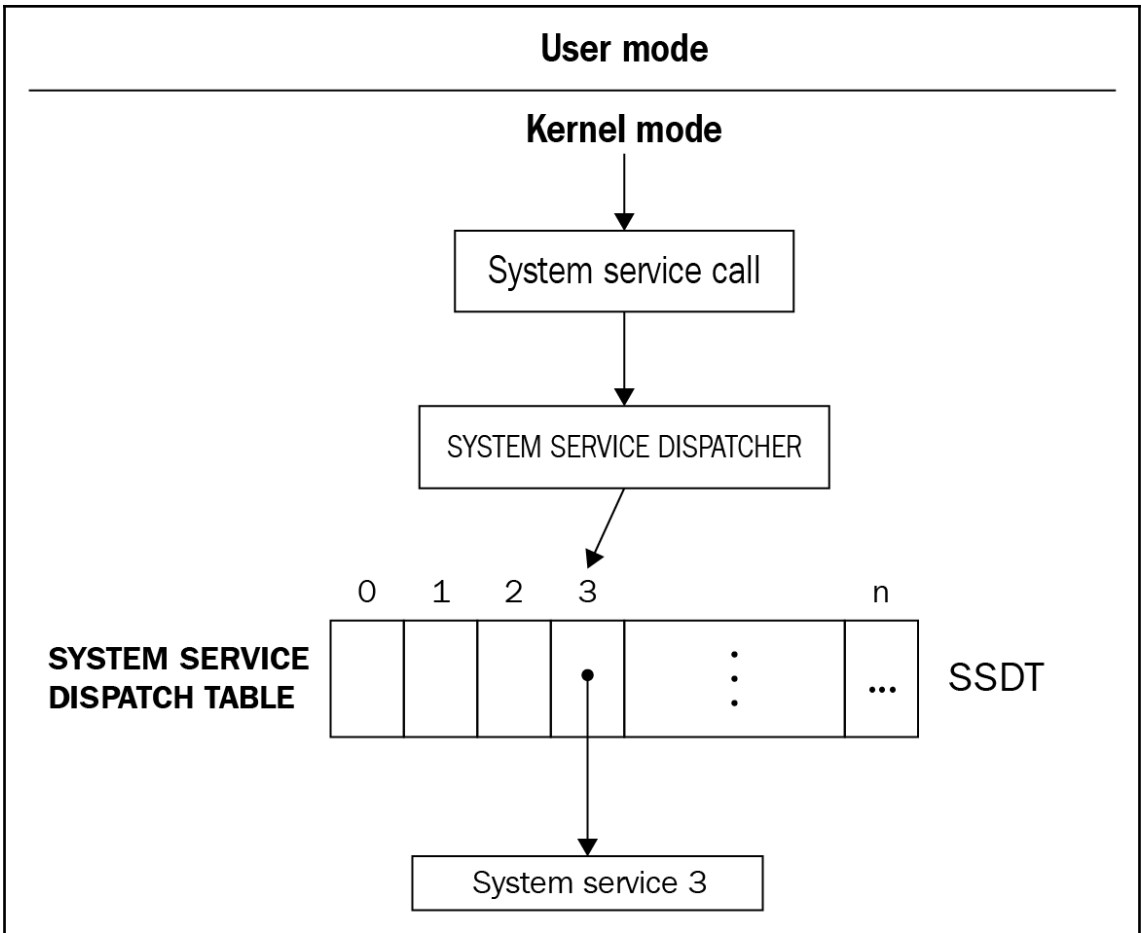 User mode
Kernel mode
System service call
SYSTEM SERVICE DISPATCHER
0 1 2 3 n
SYSTEM SERVICE
DISPATCH TABLE
...
SSDT
System service 3